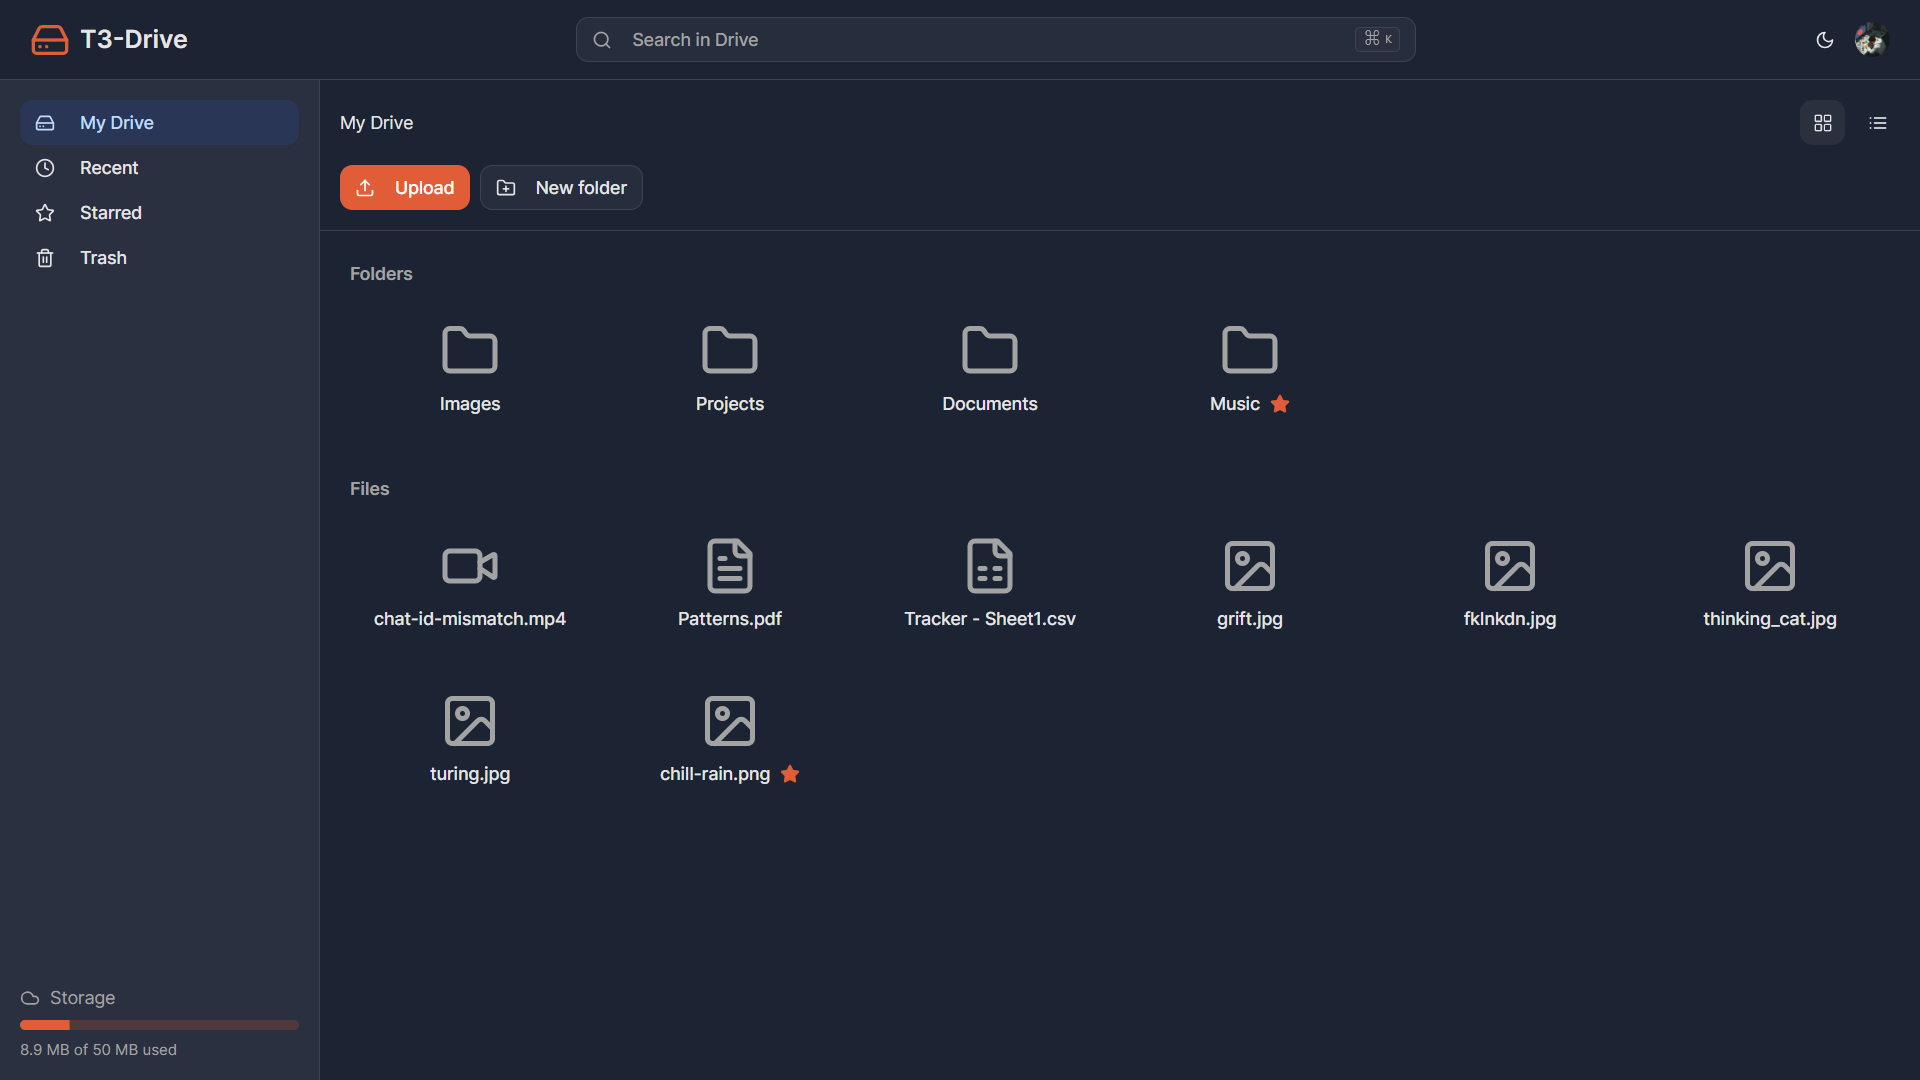 T3-Drive
Search in Drive
⌘ K
My Drive
Recent
Starred
Trash
My Drive
Upload
New folder
Folders
Images
Projects
Documents
Music
Files
chat-id-mismatch.mp4
Patterns.pdf
Tracker - Sheet1.csv
grift.jpg
fklnkdn.jpg
thinking_cat.jpg
turing.jpg
chill-rain.png
Storage
8.9 MB of 50 MB used